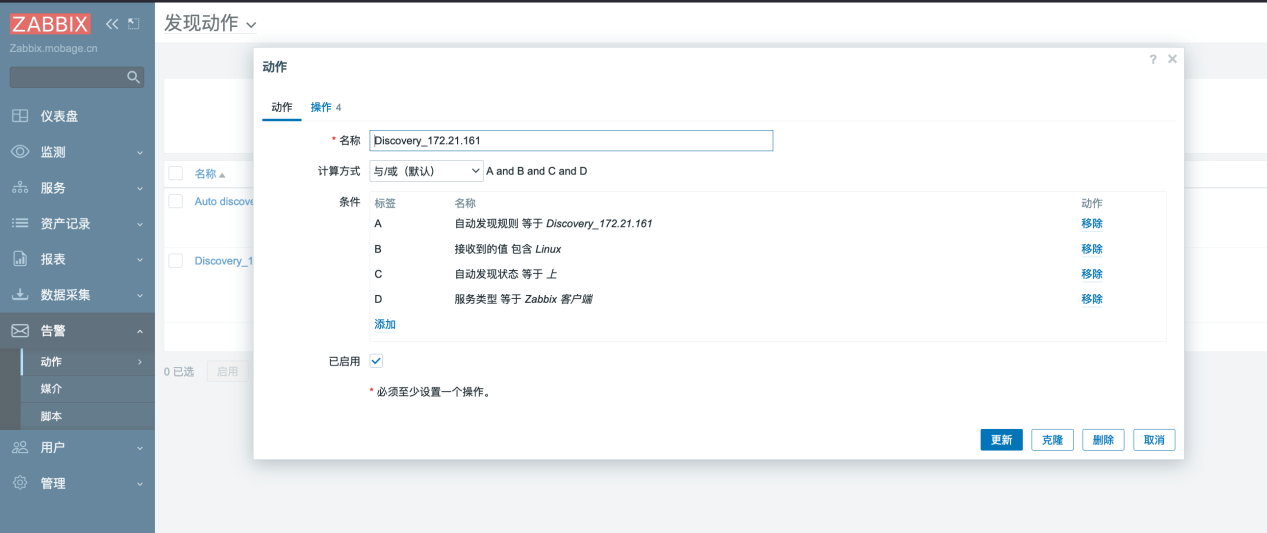 ZABBIX
Zabbix.mobage.cn
仪表盘
监测
服务
资产记录
报表
数据采集
告警
动作
媒介
脚本
用户
管理
发现动作
名称
Auto discove
Discovery_1
0 已选 启用
动作
?
动作 操作 4
* 名称 Discovery_172.21.161
计算方式 与/或（默认） A and B and C and D
条件 标签 名称 动作
A 自动发现规则 等于 Discovery_172.21.161 移除
B 接收到的值 包含 Linux 移除
C 自动发现状态 等于 上 移除
D 服务类型 等于 Zabbix 客户端 移除
添加
已启用
* 必须至少设置一个操作。
更新 克隆 删除 取消